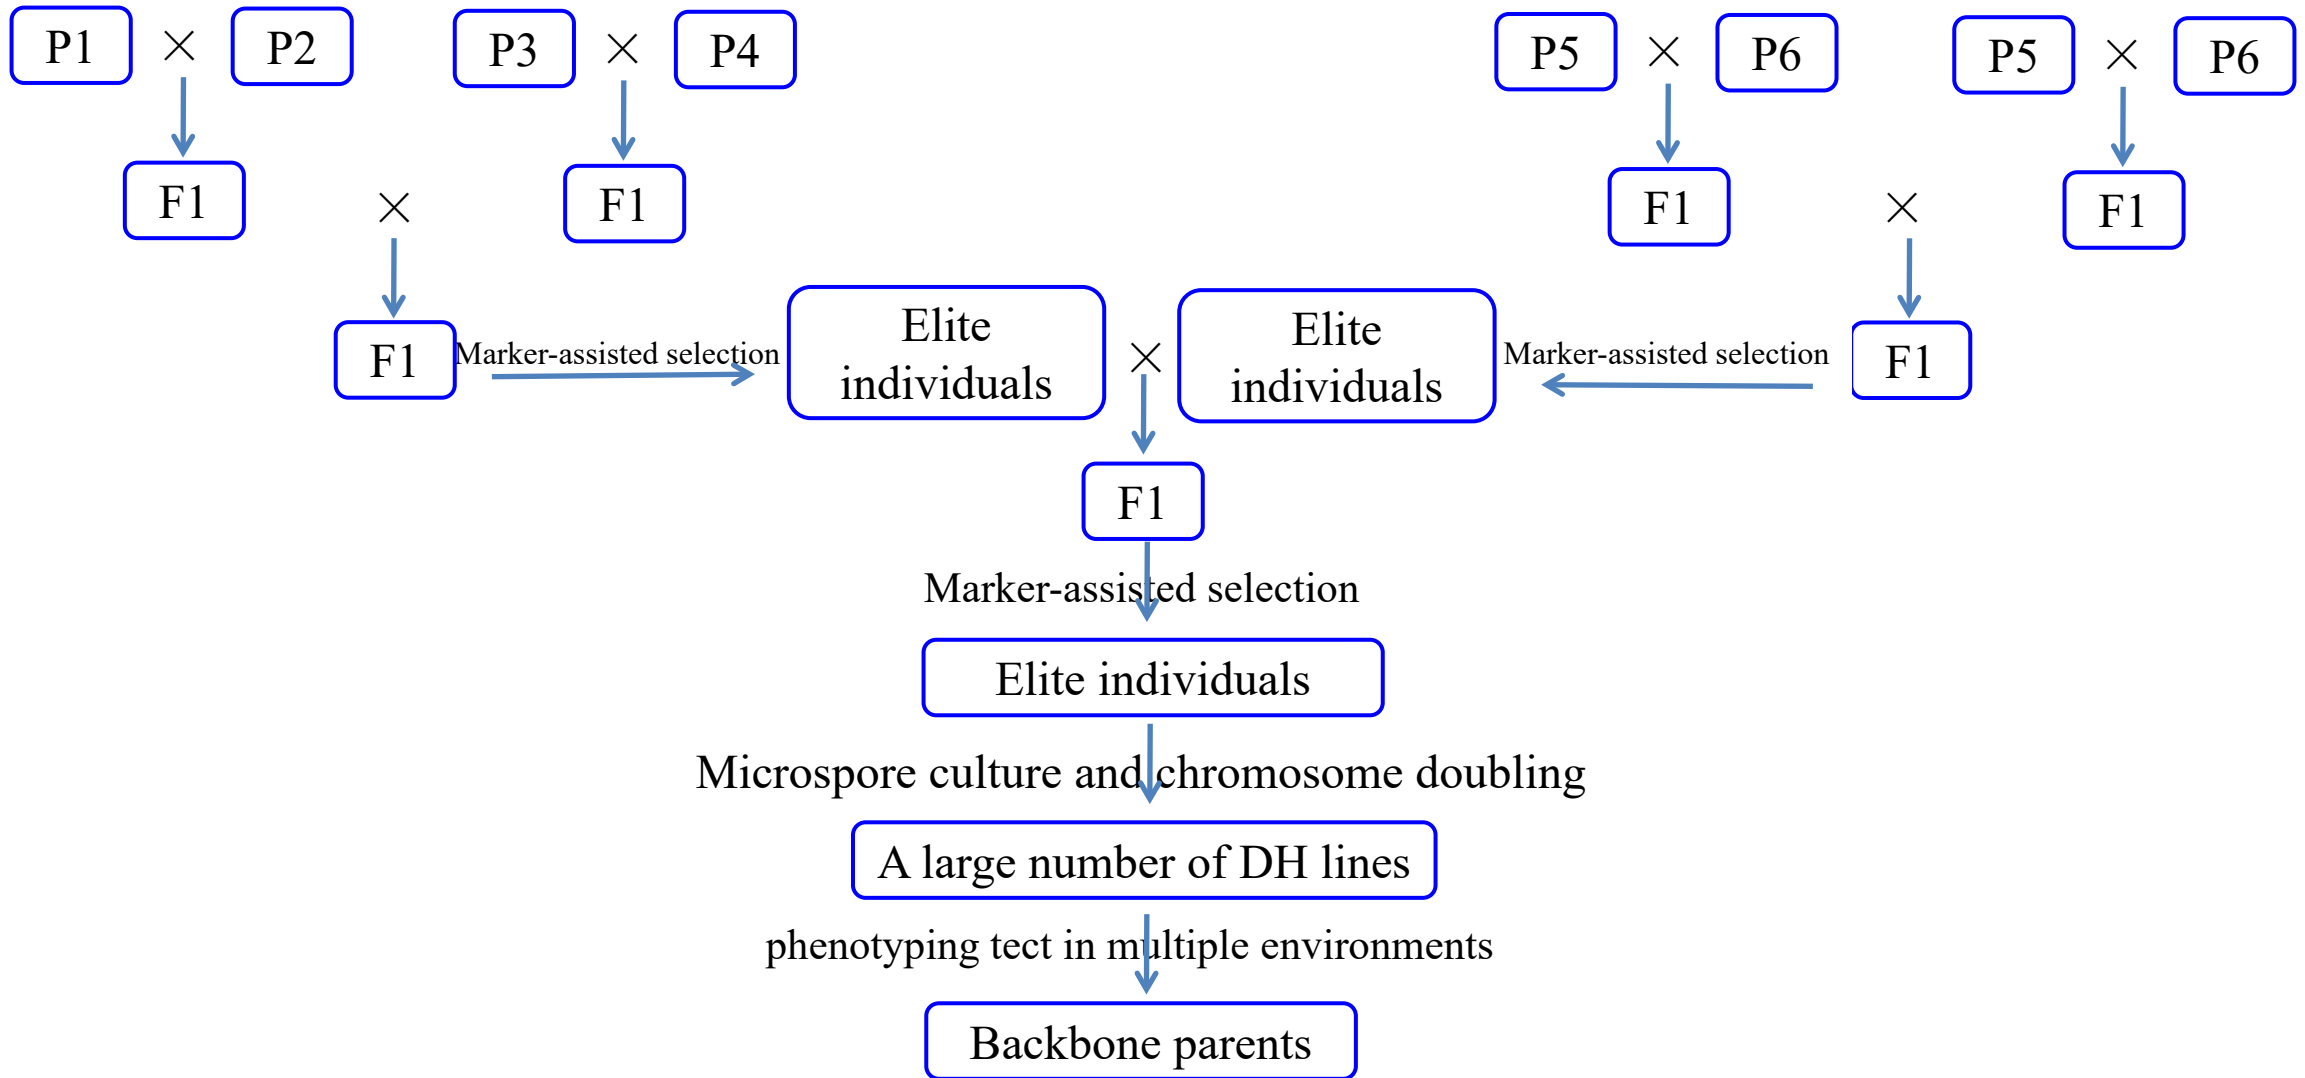 P1 × P2 P3 × P4 P5 × P6 P5 × P6
F1 × F1 F1 × F1
F1 Marker-assisted selection Elite individuals × Elite individuals Marker-assisted selection F1
F1
Marker-assisted selection
Elite individuals
Microspore culture and chromosome doubling
A large number of DH lines
phenotyping tect in multiple environments
Backbone parents